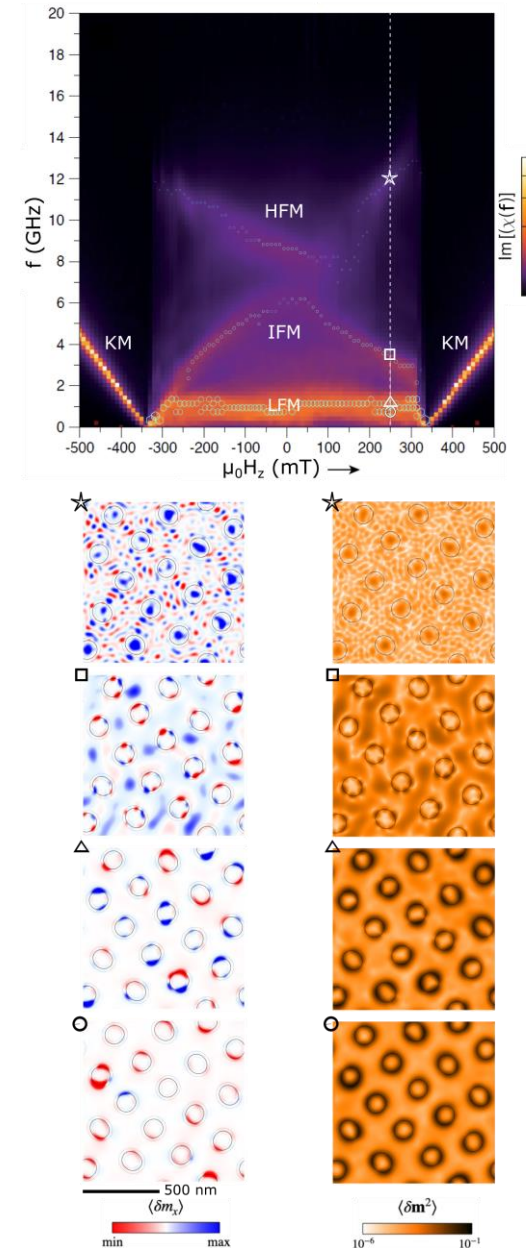 20
18
16
14
12
10
8
6
4
2
0
f (GHz)
HFM
IFM
LFM
KM
KM
Im[(χ(f)]
-500 -400 -300 -200 -100 0 100 200 300 400 500
μ₀H_z (mT) →
500 nm
⟨δm_x⟩
min max
⟨δm²⟩
10⁻⁶ 10⁻¹